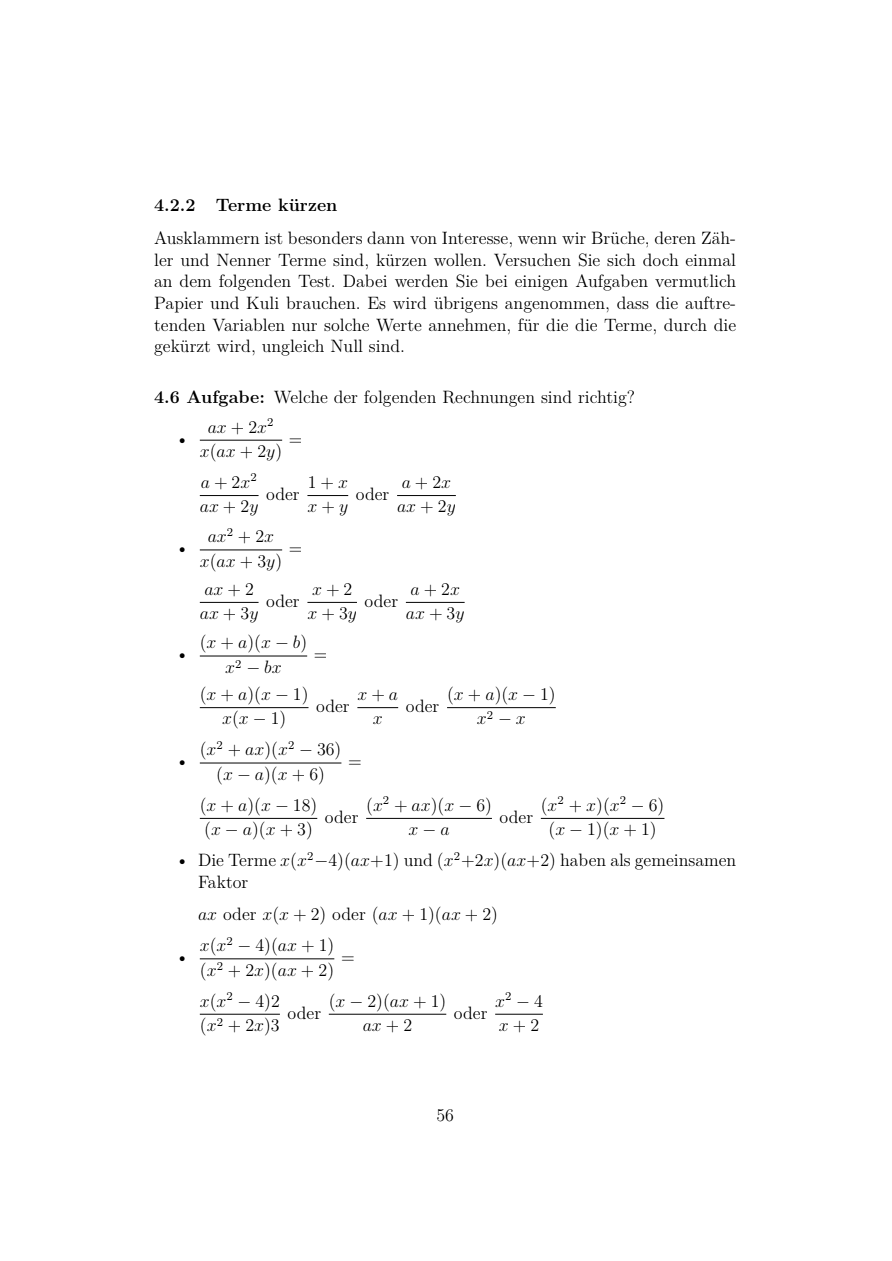 4.2.2 Terme kürzen
Ausklammern ist besonders dann von Interesse, wenn wir Brüche, deren Zäh-
ler und Nenner Terme sind, kürzen wollen. Versuchen Sie sich doch einmal
an dem folgenden Test. Dabei werden Sie bei einigen Aufgaben vermutlich
Papier und Kuli brauchen. Es wird übrigens angenommen, dass die auftre-
tenden Variablen nur solche Werte annehmen, für die die Terme, durch die
gekürzt wird, ungleich Null sind.
4.6 Aufgabe: Welche der folgenden Rechnungen sind richtig?
• \frac{ax + 2x^2}{x(ax + 2y)} =
\frac{a + 2x^2}{ax + 2y} oder \frac{1 + x}{x + y} oder \frac{a + 2x}{ax + 2y}
• \frac{ax^2 + 2x}{x(ax + 3y)} =
\frac{ax + 2}{ax + 3y} oder \frac{x + 2}{x + 3y} oder \frac{a + 2x}{ax + 3y}
• \frac{(x + a)(x − b)}{x^2 − bx} =
\frac{(x + a)(x − 1)}{x(x − 1)} oder \frac{x + a}{x} oder \frac{(x + a)(x − 1)}{x^2 − x}
• \frac{(x^2 + ax)(x^2 − 36)}{(x − a)(x + 6)} =
\frac{(x + a)(x − 18)}{(x − a)(x + 3)} oder \frac{(x^2 + ax)(x − 6)}{x − a} oder \frac{(x^2 + x)(x^2 − 6)}{(x − 1)(x + 1)}
• Die Terme x(x^2−4)(ax+1) und (x^2+2x)(ax+2) haben als gemeinsamen
Faktor
ax oder x(x + 2) oder (ax + 1)(ax + 2)
• \frac{x(x^2 − 4)(ax + 1)}{(x^2 + 2x)(ax + 2)} =
\frac{x(x^2 − 4)2}{(x^2 + 2x)3} oder \frac{(x − 2)(ax + 1)}{ax + 2} oder \frac{x^2 − 4}{x + 2}
56